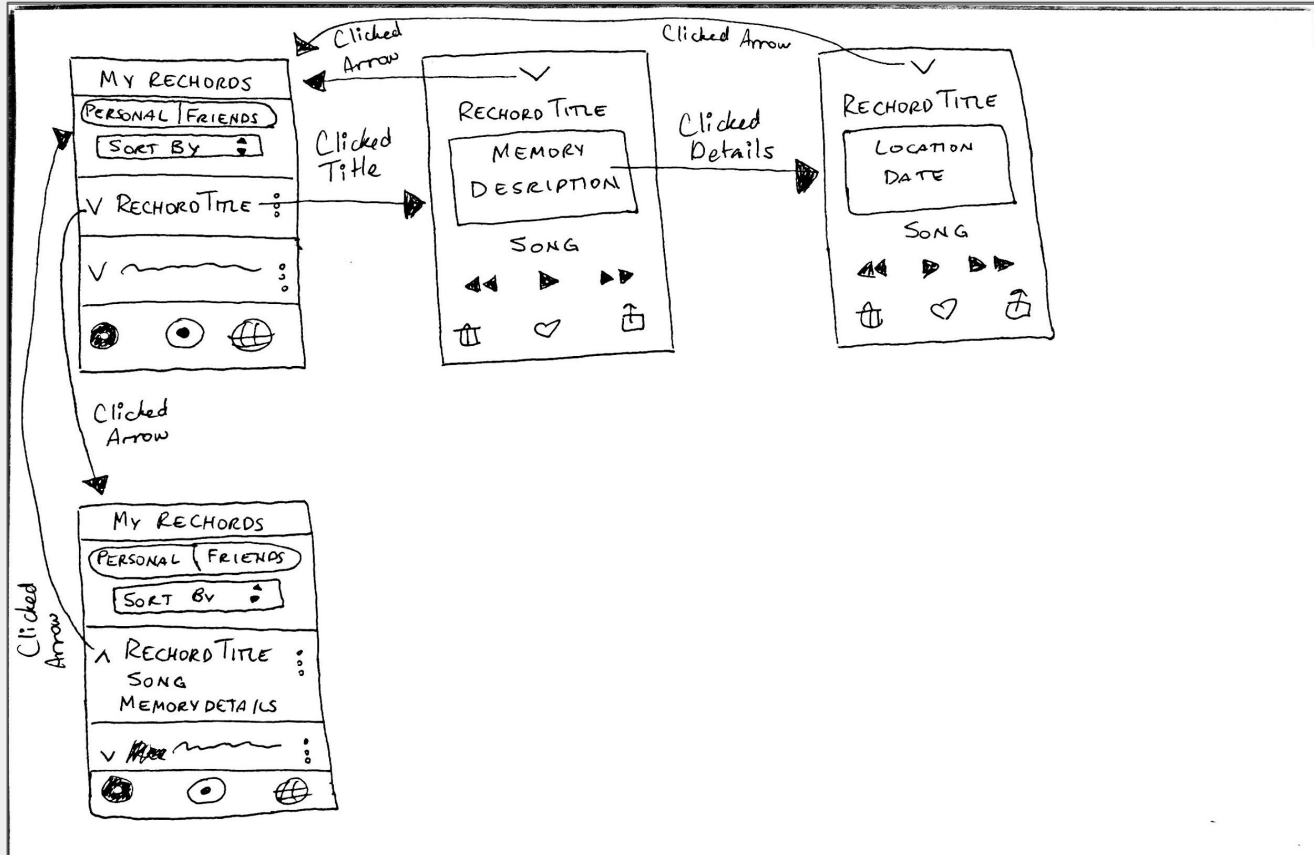 MY RECHORDS
PERSONAL | FRIENDS
SORT BY
RECHORD TITLE
Clicked
Arrow
Clicked
Title
RECHORD TITLE
MEMORY
DESRIPTION
SONG
Clicked
Details
Clicked Arrow
RECHORD TITLE
LOCATION
DATE
SONG
Clicked
Arrow
Clicked
Arrow
MY RECHORDS
PERSONAL | FRIENDS
SORT BY
RECHORD TITLE
SONG
MEMORY DETAILS